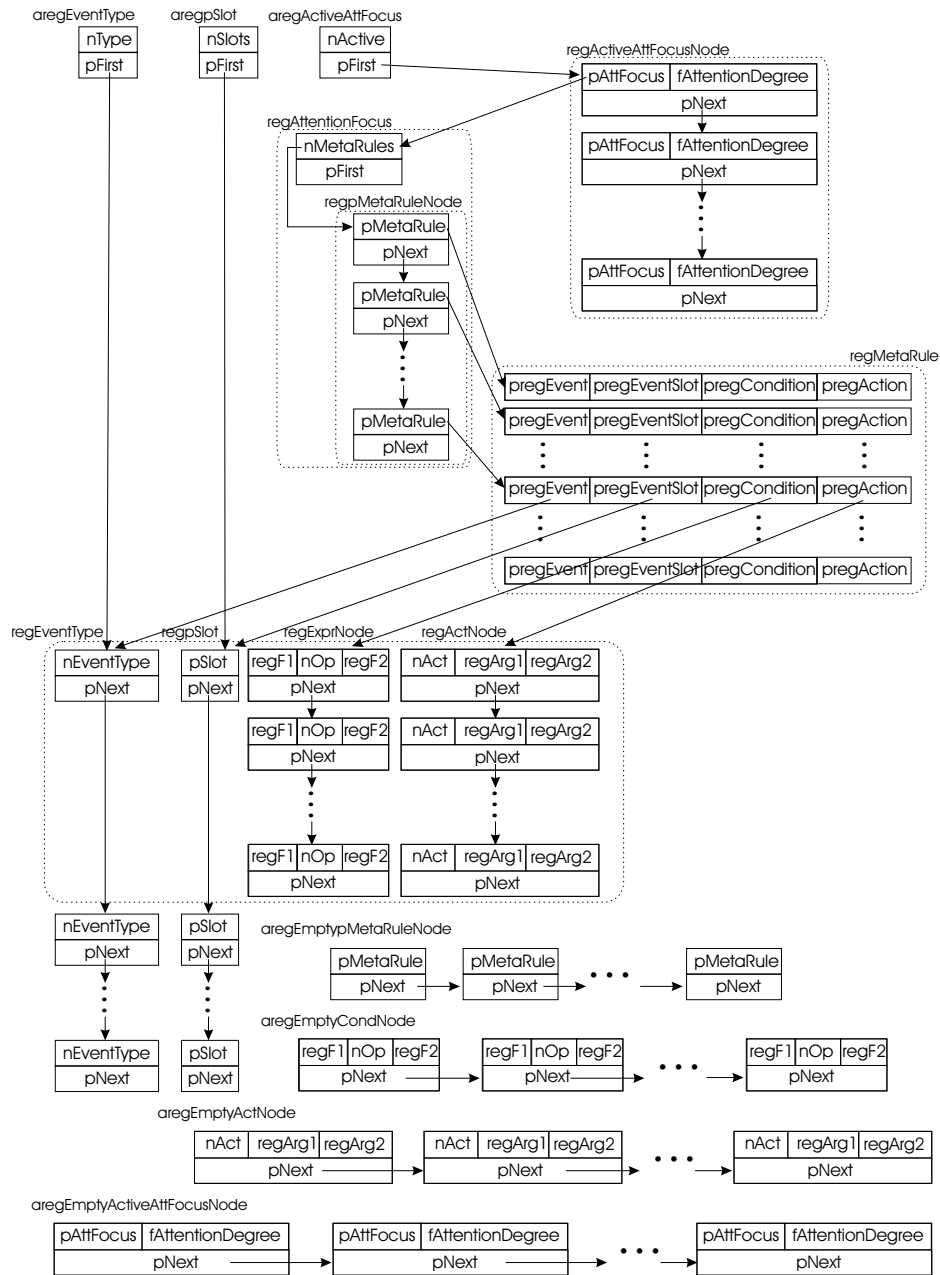 aregEventType aregpSlot aregActiveAttFocus
nType nSlots nActive
pFirst pFirst pFirst
regActiveAttFocusNode
pAttFocus fAttentionDegree
pNext
pAttFocus fAttentionDegree
pNext
pAttFocus fAttentionDegree
pNext
regAttentionFocus
nMetaRules
pFirst
regpMetaRuleNode
pMetaRule
pNext
pMetaRule
pNext
pMetaRule
pNext
regMetaRule
pregEvent pregEventSlot pregCondition pregAction
pregEvent pregEventSlot pregCondition pregAction
pregEvent pregEventSlot pregCondition pregAction
pregEvent pregEventSlot pregCondition pregAction
regEventType regpSlot regExprNode regActNode
nEventType pSlot regF1 nOp regF2 nAct regArg1 regArg2
pNext pNext pNext pNext
regF1 nOp regF2 nAct regArg1 regArg2
pNext pNext
regF1 nOp regF2 nAct regArg1 regArg2
pNext pNext
nEventType pSlot
pNext pNext
nEventType pSlot
pNext pNext
aregEmptypMetaRuleNode
pMetaRule pMetaRule pMetaRule
pNext pNext pNext
aregEmptyCondNode
regF1 nOp regF2 regF1 nOp regF2 regF1 nOp regF2
pNext pNext pNext
aregEmptyActNode
nAct regArg1 regArg2 nAct regArg1 regArg2 nAct regArg1 regArg2
pNext pNext pNext
aregEmptyActiveAttFocusNode
pAttFocus fAttentionDegree pAttFocus fAttentionDegree pAttFocus fAttentionDegree
pNext pNext pNext